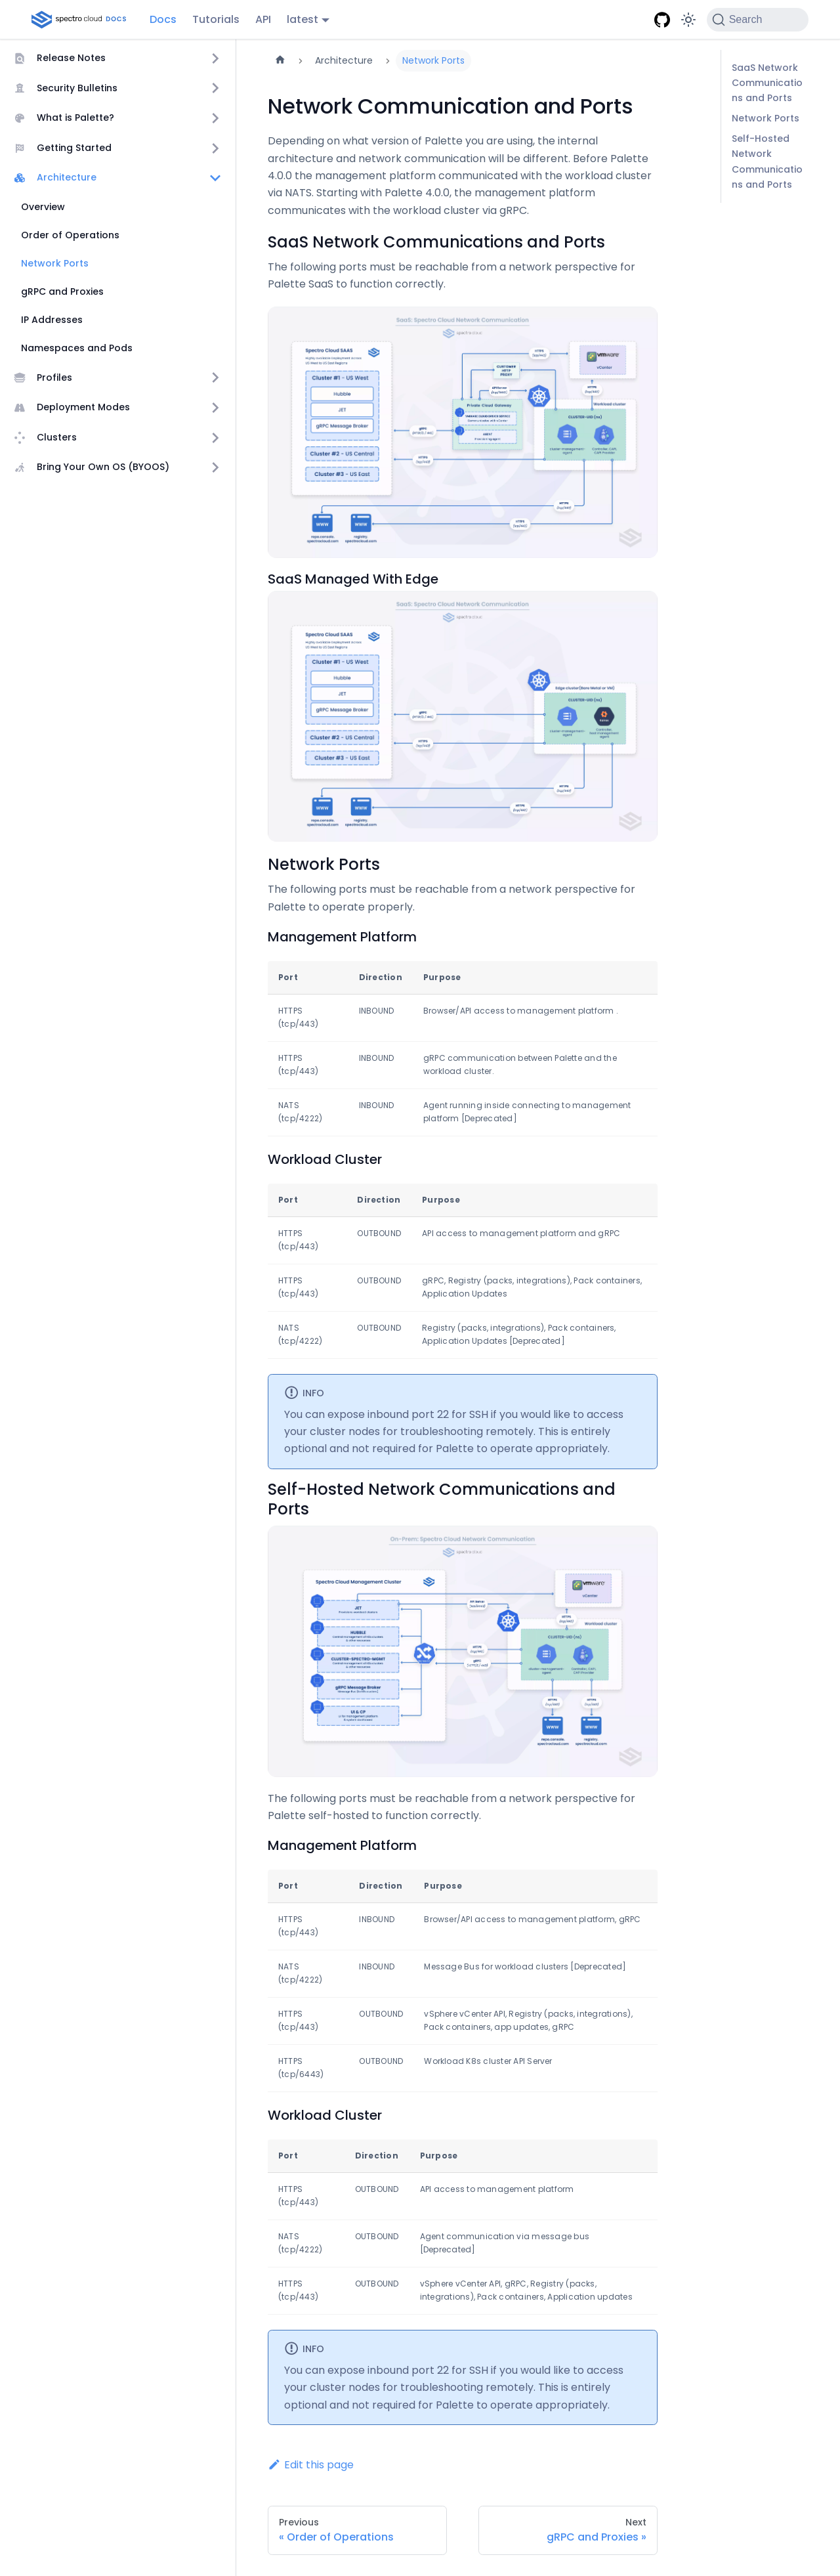 spectro cloud DOCS
Docs
Tutorials
API
latest
Search
Release Notes
Security Bulletins
What is Palette?
Getting Started
Architecture
Overview
Order of Operations
Network Ports
gRPC and Proxies
IP Addresses
Namespaces and Pods
Profiles
Deployment Modes
Clusters
Bring Your Own OS (BYOOS)
Architecture
Network Ports
Network Communication and Ports
Depending on what version of Palette you are using, the internal
architecture and network communication will be different. Before Palette
4.0.0 the management platform communicated with the workload cluster
via NATS. Starting with Palette 4.0.0, the management platform
communicates with the workload cluster via gRPC.
SaaS Network Communications and Ports
The following ports must be reachable from a network perspective for
Palette SaaS to function correctly.
SaaS: Spectro Cloud Network Communication
Spectro Cloud SAAS
Cluster #1 - US West
Hubble
JET
gRPC Message Broker
Cluster #2 - US Central
Cluster #3 - US East
Private Cloud Gateway
vmware
vCenter
Workload cluster
CLUSTER-UID (ns)
WWW
WWW
SaaS Managed With Edge
SaaS: Spectro Cloud Network Communication
Spectro Cloud SAAS
Cluster #1 - US West
Hubble
JET
gRPC Message Broker
Cluster #2 - US Central
Cluster #3 - US East
Edge cluster(Bare Metal or VM)
CLUSTER-UID (ns)
WWW
WWW
Network Ports
The following ports must be reachable from a network perspective for
Palette to operate properly.
Management Platform
Port Direction Purpose
HTTPS INBOUND Browser/API access to management platform .
(tcp/443)
HTTPS INBOUND gRPC communication between Palette and the
(tcp/443) workload cluster.
NATS INBOUND Agent running inside connecting to management
(tcp/4222) platform [Deprecated]
Workload Cluster
Port Direction Purpose
HTTPS OUTBOUND API access to management platform and gRPC
(tcp/443)
HTTPS OUTBOUND gRPC, Registry (packs, integrations), Pack containers,
(tcp/443) Application Updates
NATS OUTBOUND Registry (packs, integrations), Pack containers,
(tcp/4222) Application Updates [Deprecated]
INFO
You can expose inbound port 22 for SSH if you would like to access
your cluster nodes for troubleshooting remotely. This is entirely
optional and not required for Palette to operate appropriately.
Self-Hosted Network Communications and
Ports
On-Prem: Spectro Cloud Network Communication
Spectro Cloud Management Cluster
JET
HUBBLE
CLUSTER-SPECTRO-MGMT
gRPC Message Broker
UI & CP
vmware
vCenter
Workload cluster
CLUSTER-UID (ns)
WWW
WWW
The following ports must be reachable from a network perspective for
Palette self-hosted to function correctly.
Management Platform
Port Direction Purpose
HTTPS INBOUND Browser/API access to management platform, gRPC
(tcp/443)
NATS INBOUND Message Bus for workload clusters [Deprecated]
(tcp/4222)
HTTPS OUTBOUND vSphere vCenter API, Registry (packs, integrations),
(tcp/443) Pack containers, app updates, gRPC
HTTPS OUTBOUND Workload K8s cluster API Server
(tcp/6443)
Workload Cluster
Port Direction Purpose
HTTPS OUTBOUND API access to management platform
(tcp/443)
NATS OUTBOUND Agent communication via message bus
(tcp/4222) [Deprecated]
HTTPS OUTBOUND vSphere vCenter API, gRPC, Registry (packs,
(tcp/443) integrations), Pack containers, Application updates
INFO
You can expose inbound port 22 for SSH if you would like to access
your cluster nodes for troubleshooting remotely. This is entirely
optional and not required for Palette to operate appropriately.
Edit this page
Previous
« Order of Operations
Next
gRPC and Proxies »
SaaS Network
Communicatio
ns and Ports
Network Ports
Self-Hosted
Network
Communicatio
ns and Ports